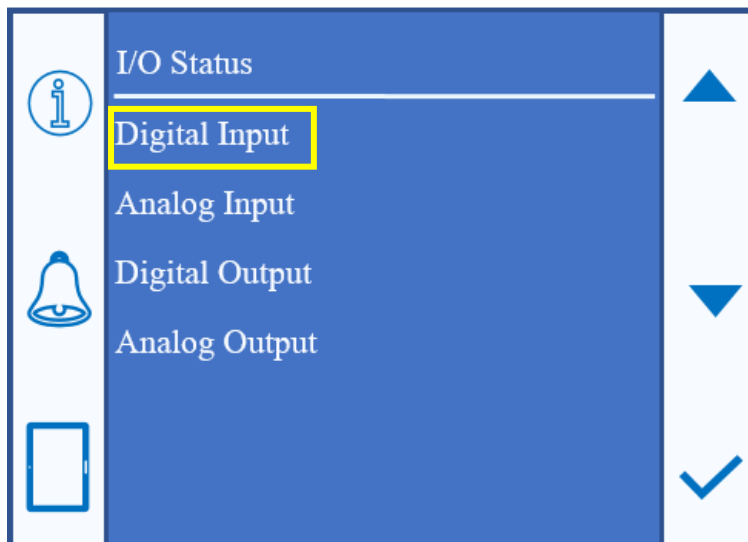 I/O Status
Digital Input
Analog Input
Digital Output
Analog Output